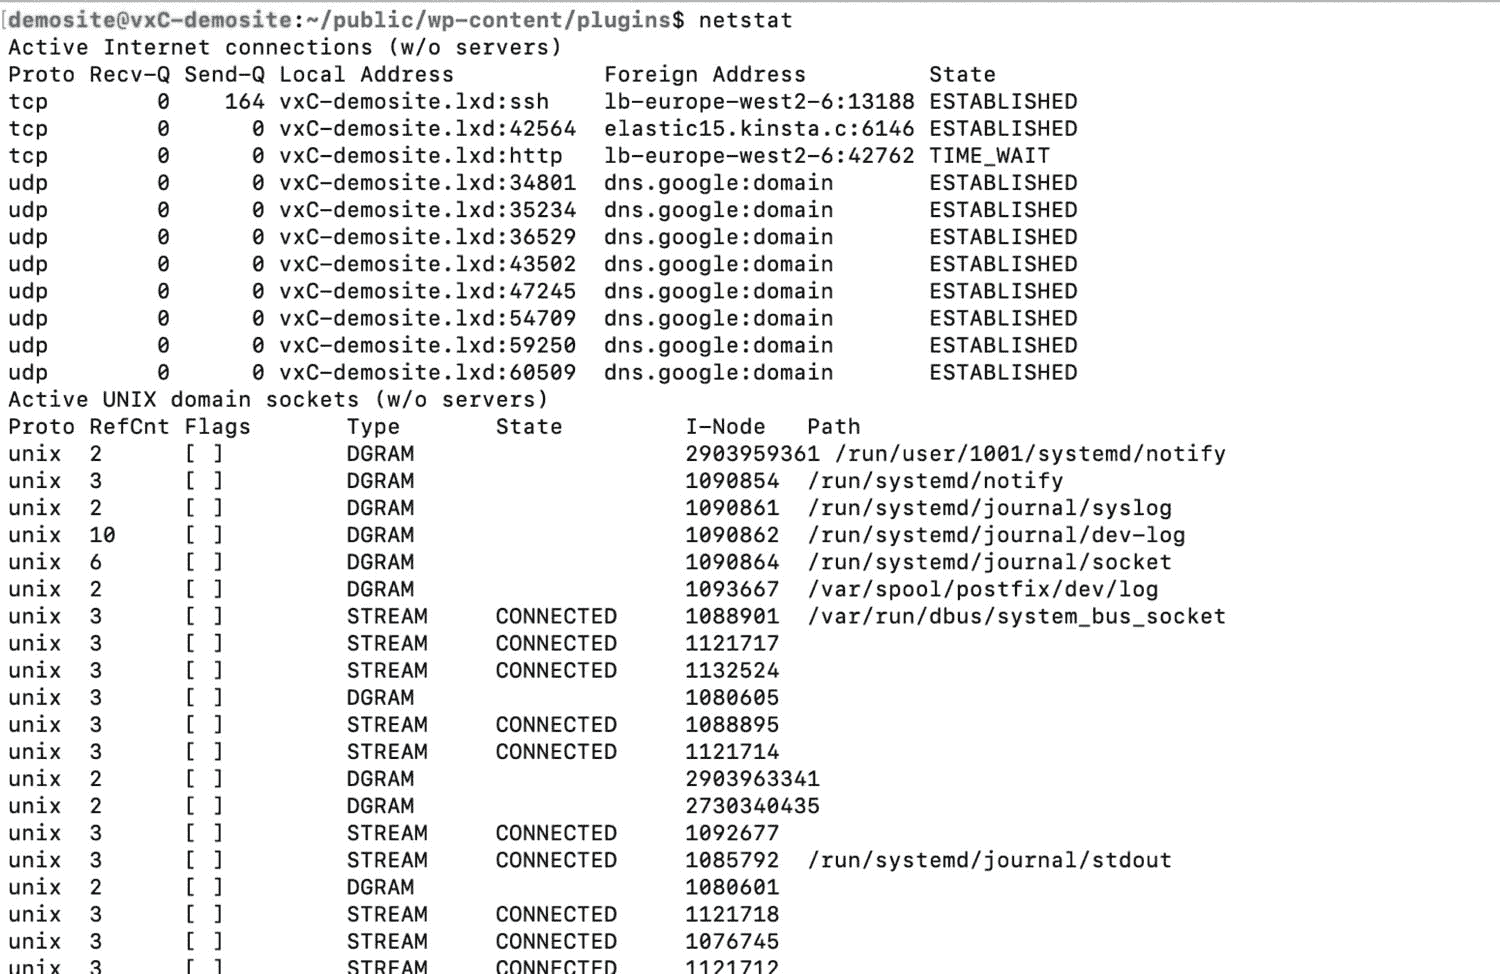 [demosite@vxC-demosite:~/public/wp-content/plugins$ netstat
Active Internet connections (w/o servers)
Proto Recv-Q Send-Q Local Address           Foreign Address         State
tcp        0    164 vxC-demosite.lxd:ssh    lb-europe-west2-6:13188 ESTABLISHED
tcp        0      0 vxC-demosite.lxd:42564  elastic15.kinsta.c:6146 ESTABLISHED
tcp        0      0 vxC-demosite.lxd:http   lb-europe-west2-6:42762 TIME_WAIT
udp        0      0 vxC-demosite.lxd:34801  dns.google:domain       ESTABLISHED
udp        0      0 vxC-demosite.lxd:35234  dns.google:domain       ESTABLISHED
udp        0      0 vxC-demosite.lxd:36529  dns.google:domain       ESTABLISHED
udp        0      0 vxC-demosite.lxd:43502  dns.google:domain       ESTABLISHED
udp        0      0 vxC-demosite.lxd:47245  dns.google:domain       ESTABLISHED
udp        0      0 vxC-demosite.lxd:54709  dns.google:domain       ESTABLISHED
udp        0      0 vxC-demosite.lxd:59250  dns.google:domain       ESTABLISHED
udp        0      0 vxC-demosite.lxd:60509  dns.google:domain       ESTABLISHED
Active UNIX domain sockets (w/o servers)
Proto RefCnt Flags       Type       State         I-Node   Path
unix  2      [ ]         DGRAM                    2903959361 /run/user/1001/systemd/notify
unix  3      [ ]         DGRAM                    1090854  /run/systemd/notify
unix  2      [ ]         DGRAM                    1090861  /run/systemd/journal/syslog
unix  10     [ ]         DGRAM                    1090862  /run/systemd/journal/dev-log
unix  6      [ ]         DGRAM                    1090864  /run/systemd/journal/socket
unix  2      [ ]         DGRAM                    1093667  /var/spool/postfix/dev/log
unix  3      [ ]         STREAM     CONNECTED     1088901  /var/run/dbus/system_bus_socket
unix  3      [ ]         STREAM     CONNECTED     1121717
unix  3      [ ]         STREAM     CONNECTED     1132524
unix  3      [ ]         DGRAM                    1080605
unix  3      [ ]         STREAM     CONNECTED     1088895
unix  3      [ ]         STREAM     CONNECTED     1121714
unix  2      [ ]         DGRAM                    2903963341
unix  2      [ ]         DGRAM                    2730340435
unix  3      [ ]         STREAM     CONNECTED     1092677
unix  3      [ ]         STREAM     CONNECTED     1085792  /run/systemd/journal/stdout
unix  2      [ ]         DGRAM                    1080601
unix  3      [ ]         STREAM     CONNECTED     1121718
unix  3      [ ]         STREAM     CONNECTED     1076745
unix  3      [ ]         STREAM     CONNECTED     1121712